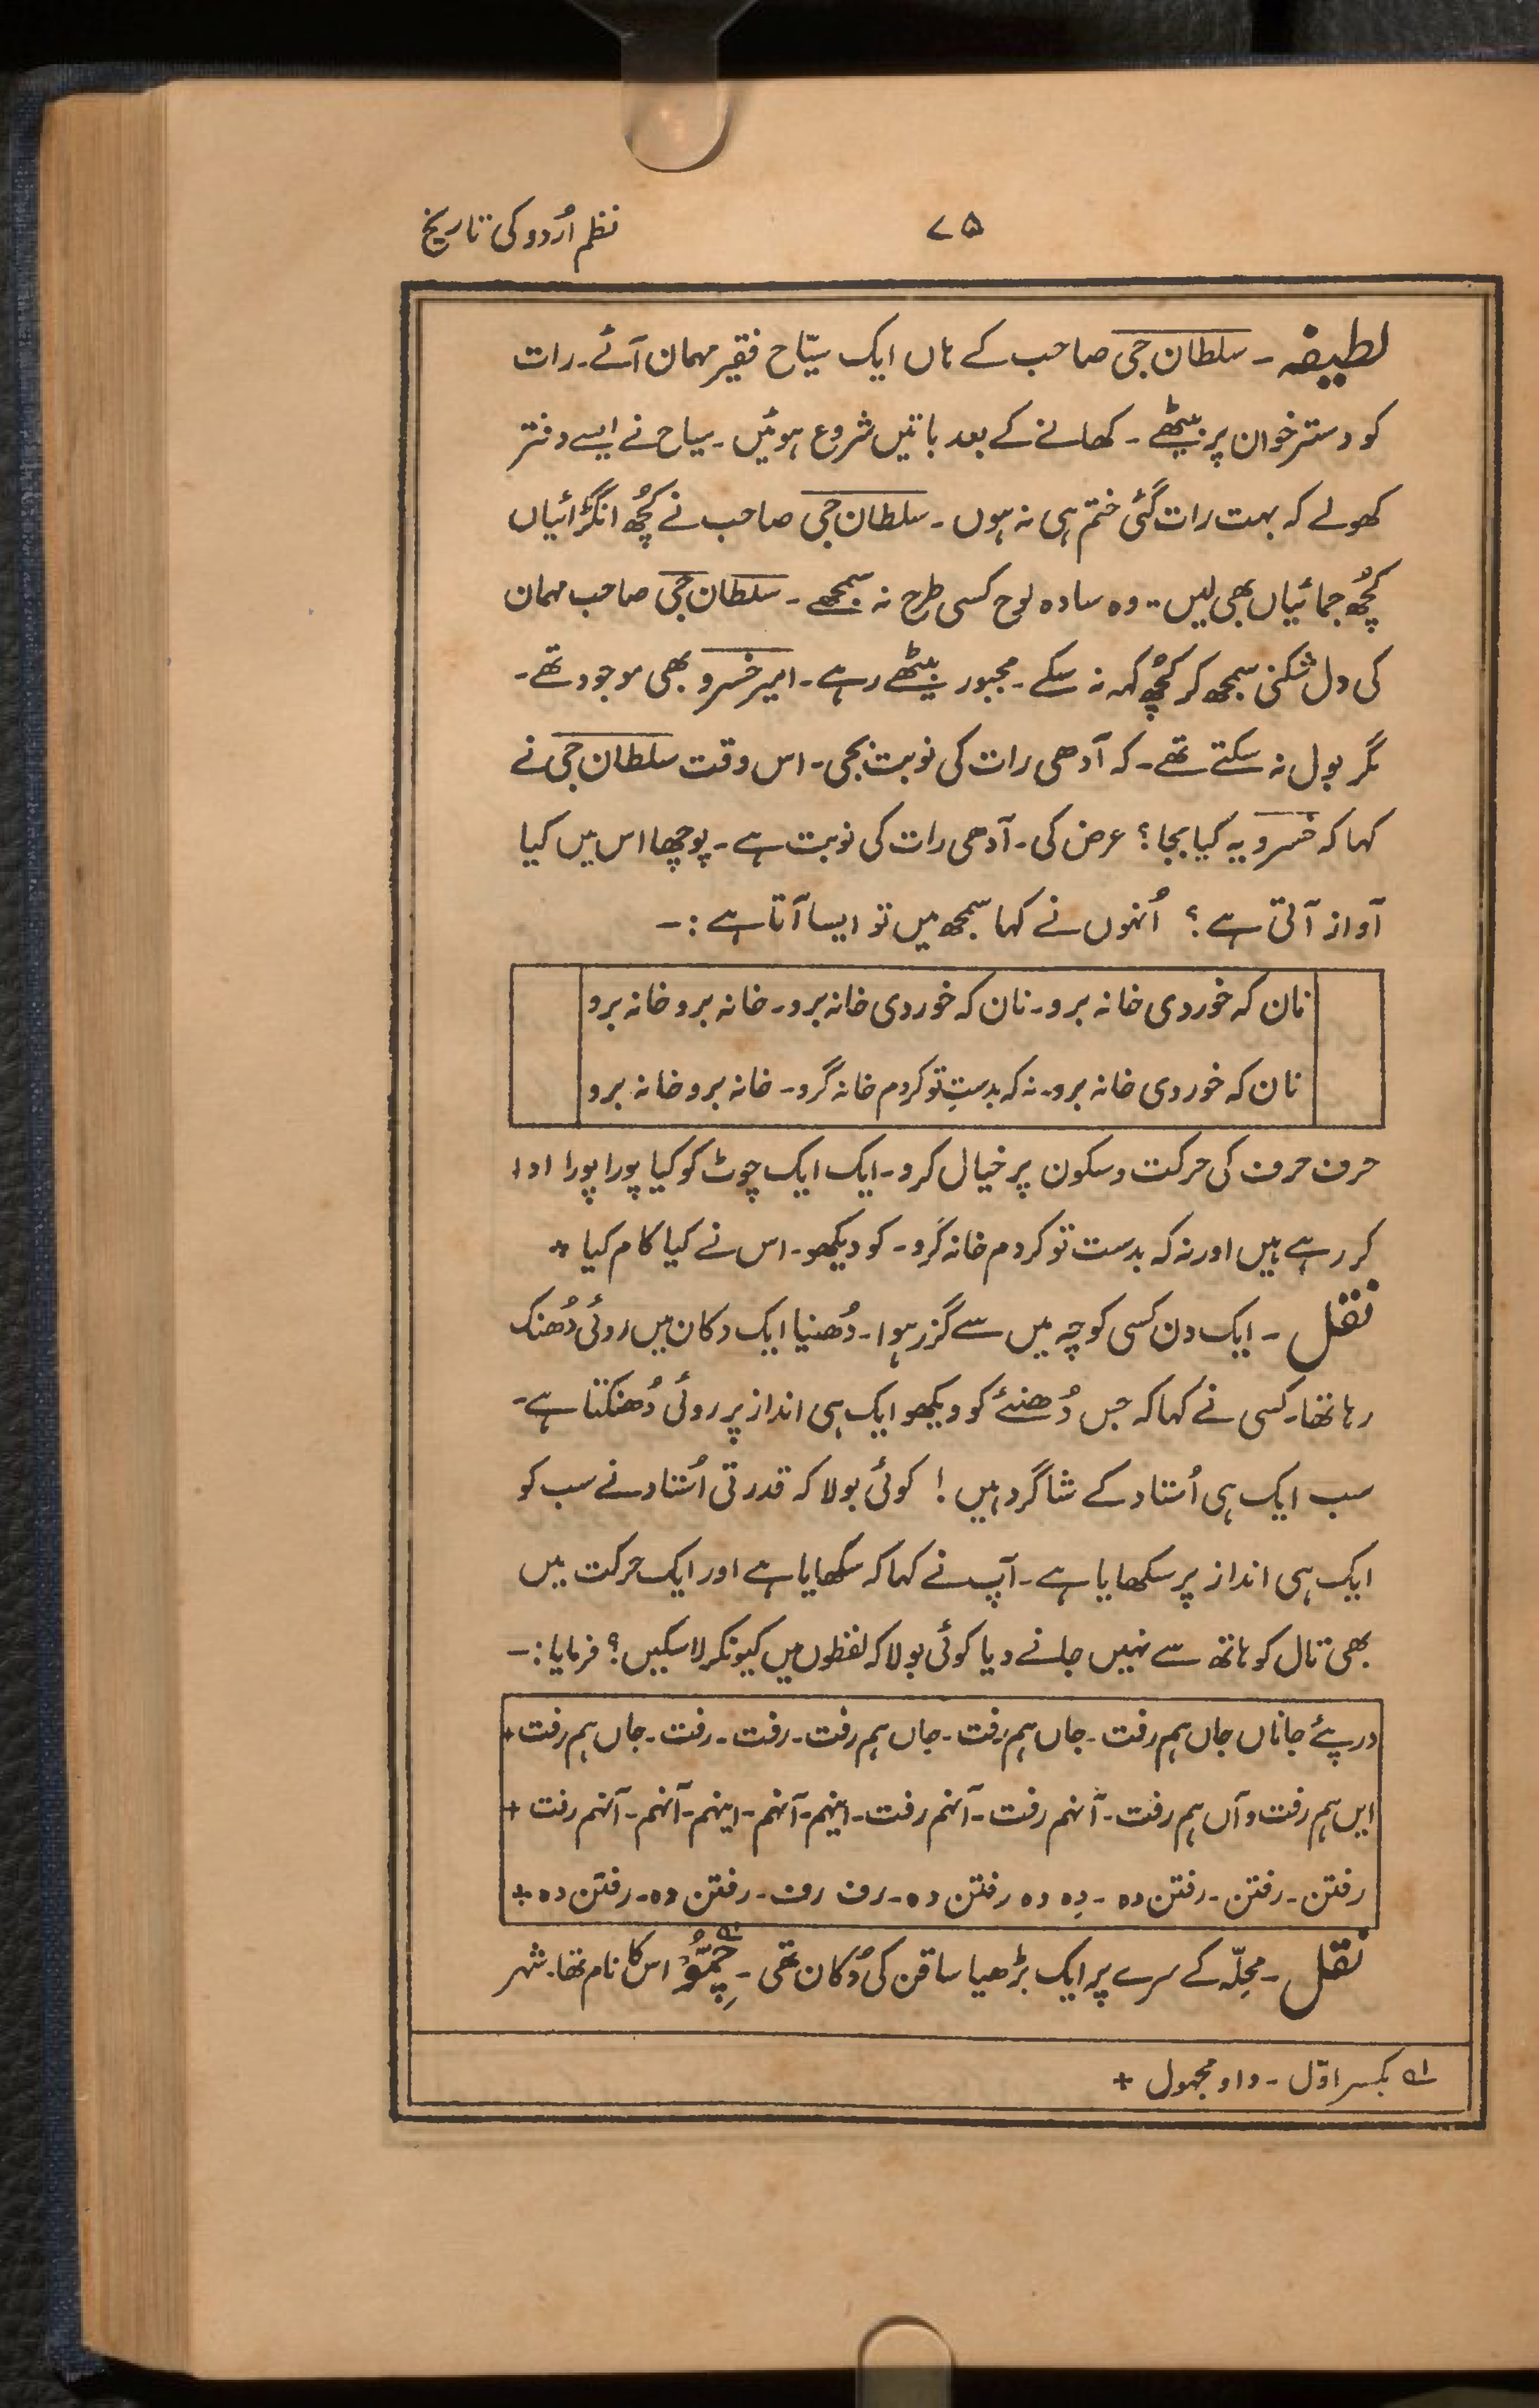 ۷۵ نظم اُردو کی تاریخ
لطیفہ ۔ سلطان جی صاحب کے ہاں ایک سیّاح فقیر مہمان آئے۔ رات
کو دسترخوان پر بیٹھے ۔ کھانے کے بعد باتیں شروع ہوئیں ۔ سیاح نے ایسے دفتر
کھولے کہ بہت رات گئی ختم ہی نہ ہوں ۔ سلطان جی صاحب نے کُچھ انگڑائیاں
کُچھ جمائیاں بھی لیں۔ وہ سادہ لوح کسی طرح نہ سمجھے ۔ سلطان جی صاحب مہمان
کی دل شکنی سمجھ کر کُچھ کہہ نہ سکے ۔ مجبور بیٹھے رہے ۔ امیر خسرو بھی موجود تھے۔
مگر بول نہ سکتے تھے ۔ کہ آدھی رات کی نوبت بجی ۔ اس وقت سلطان جی نے
کہا کہ خسرو یہ کیا بجا؟ عرض کی ۔ آدھی رات کی نوبت ہے ۔ پوچھا اس میں کیا
آواز آتی ہے؟ اُنہوں نے کہا سمجھ میں تو ایسا آتا ہے :۔
نان کہ خوردی خانہ برو۔ نان کہ خوردی خانہ برو۔ خانہ برو خانہ برو
نان کہ خوردی خانہ برو۔ نہ کہ بدستِ تو کردم خانہ گرو۔ خانہ برو خانہ برو
حرف حرف کی حرکت و سکون پر خیال کرو ۔ ایک ایک چوٹ کو کیا پورا پورا ادا
کر رہے ہیں اور نہ کہ بدست تو کردم خانہ گرو۔ کو دیکھو۔ اس نے کیا کام کیا +
نقل ۔ ایک دن کسی کوچہ میں سے گزر ہوا۔ دُھنیا ایک دکان میں روئی دُھنک
رہا تھا۔ کسی نے کہا کہ جس دُھنئے کو دیکھو ایک ہی انداز پر روئی دُھنکتا ہے۔
سب ایک ہی اُستاد کے شاگرد ہیں! کوئی بولا کہ قدرتی اُستاد نے سب کو
ایک ہی انداز پر سکھایا ہے ۔ آپ نے کہا کہ سکھایا ہے اور ایک حرکت میں
بھی تال کو ہاتھ سے نہیں جانے دیا کوئی بولا کہ لفظوں میں کیونکر لا سکیں؟ فرمایا :۔
در پئے جاناں جاں ہم رفت ۔ جاں ہم رفت ۔ جاں ہم رفت ۔ رفت ۔ رفت ۔ جاں ہم رفت +
ایں ہم رفت و آں ہم رفت ۔ آنہم رفت ۔ آنہم رفت ۔ اینہم ۔ آنہم ۔ اینہم ۔ آنہم ۔ آنہم رفت +
رفتن ۔ رفتن ۔ رفتن دہ ۔ دِہ دہ رفتن دہ ۔ رف رف ۔ رفتن دہ ۔ رفتن دہ +
نقل ۔ محلّہ کے سرے پر ایک بڑھیا ساقن کی دُکان تھی ۔ چِمّوُ اس کا نام تھا۔ شہر
۱؎ بکسر اوّل ۔ واو مجہول +